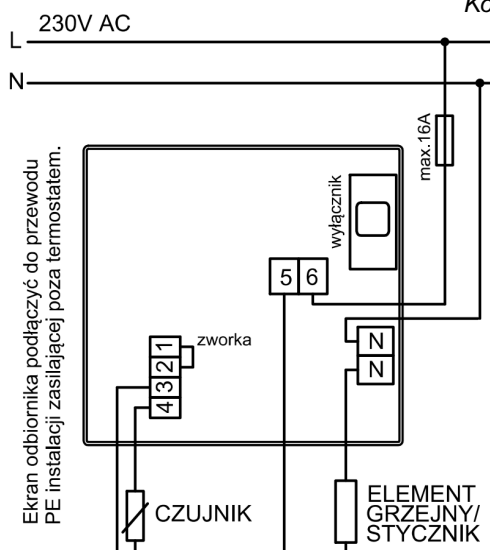 Ko
230V AC
L
N
max.16A
Ekran odbiornika podłączyć do przewodu
PE instalacji zasilającej poza termostatem.
wyłącznik
5 6
zworka
1
2
3
4
N
N
CZUJNIK
ELEMENT
GRZEJNY/
STYCZNIK